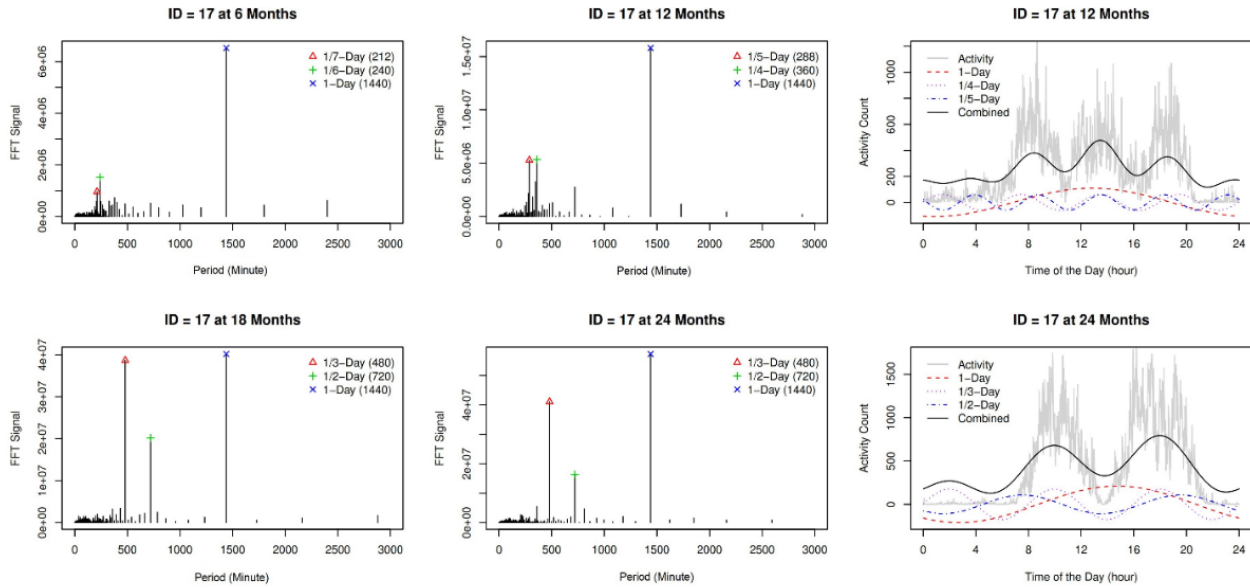 ID = 17 at 6 Months
FFT Signal
0e+00 2e+06 4e+06 6e+06
1/7−Day (212)
1/6−Day (240)
1−Day (1440)
0 500 1000 1500 2000 2500 3000
Period (Minute)
ID = 17 at 12 Months
FFT Signal
0.0e+00 5.0e+06 1.0e+07 1.5e+07
1/5−Day (288)
1/4−Day (360)
1−Day (1440)
0 500 1000 1500 2000 2500 3000
Period (Minute)
ID = 17 at 12 Months
Activity Count
0 200 600 1000
Activity
1−Day
1/4−Day
1/5−Day
Combined
0 4 8 12 16 20 24
Time of the Day (hour)
ID = 17 at 18 Months
FFT Signal
0e+00 1e+07 2e+07 3e+07 4e+07
1/3−Day (480)
1/2−Day (720)
1−Day (1440)
0 500 1000 1500 2000 2500 3000
Period (Minute)
ID = 17 at 24 Months
FFT Signal
0e+00 2e+07 4e+07
1/3−Day (480)
1/2−Day (720)
1−Day (1440)
0 500 1000 1500 2000 2500 3000
Period (Minute)
ID = 17 at 24 Months
Activity Count
0 500 1000 1500
Activity
1−Day
1/3−Day
1/2−Day
Combined
0 4 8 12 16 20 24
Time of the Day (hour)